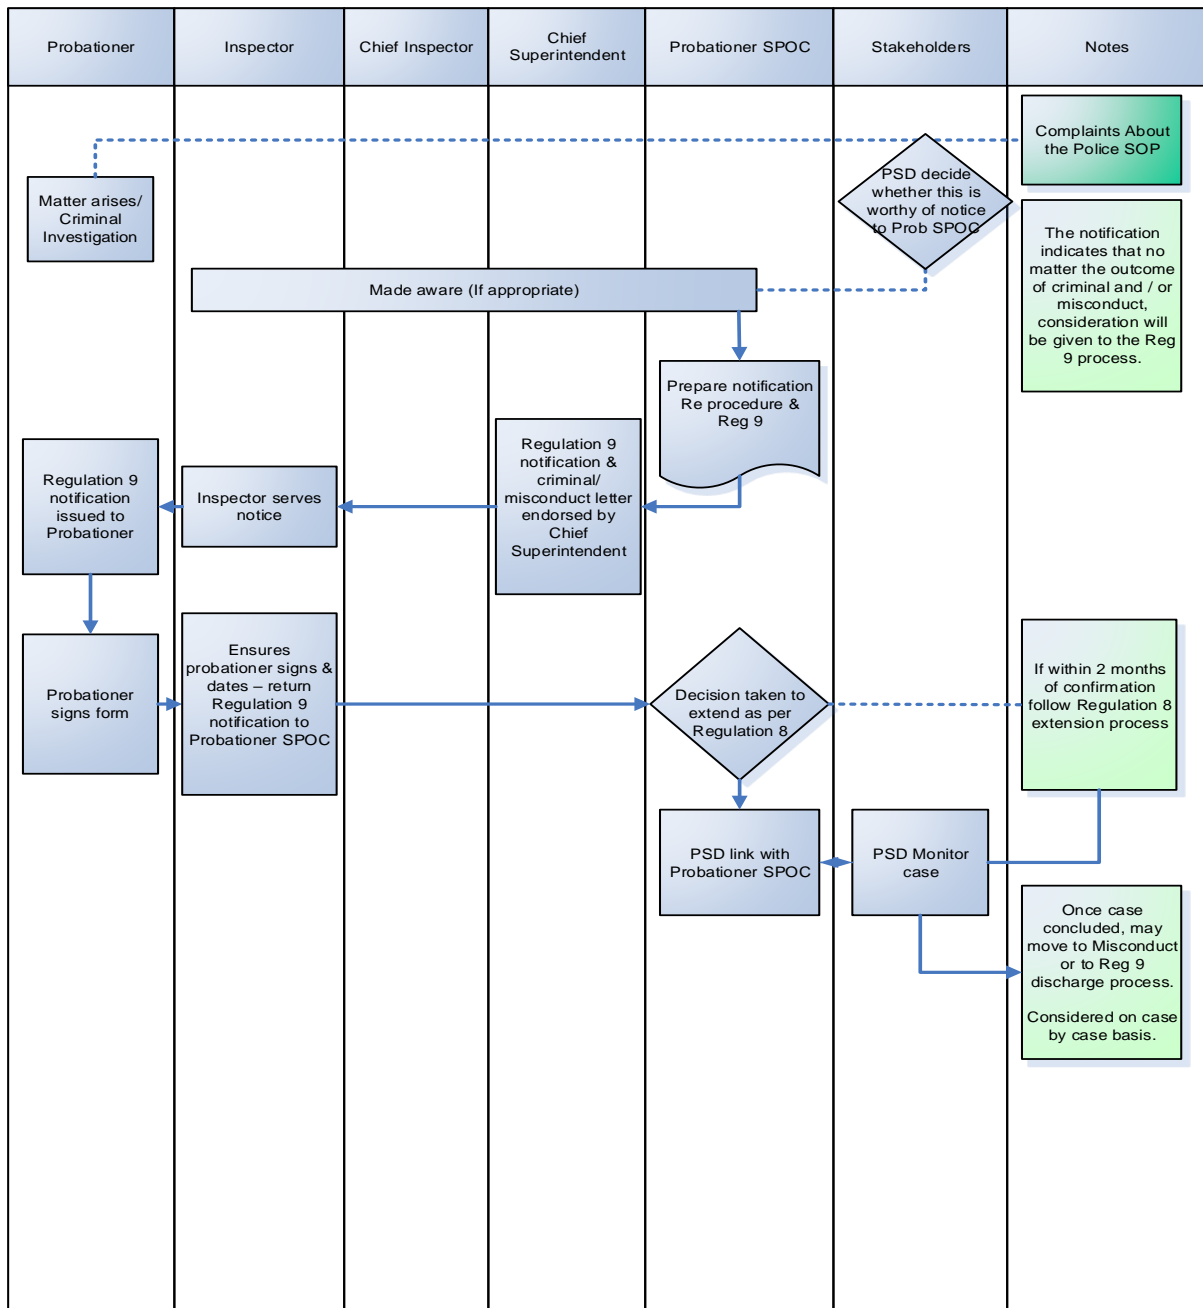 Probationer
Inspector
Chief Inspector
Chief
Superintendent
Probationer SPOC
Stakeholders
Notes
Complaints About
the Police SOP
Matter arises/
Criminal
Investigation
PSD decide
whether this is
worthy of notice
to Prob SPOC
The notification
indicates that no
matter the outcome
of criminal and / or
misconduct,
consideration will
be given to the Reg
9 process.
Made aware (If appropriate)
Prepare notification
Re procedure &
Reg 9
Regulation 9
notification &
criminal/
misconduct letter
endorsed by
Chief
Superintendent
Inspector serves
notice
Regulation 9
notification
issued to
Probationer
Probationer
signs form
Ensures
probationer signs &
dates – return
Regulation 9
notification to
Probationer SPOC
Decision taken to
extend as per
Regulation 8
If within 2 months
of confirmation
follow Regulation 8
extension process
PSD link with
Probationer SPOC
PSD Monitor
case
Once case
concluded, may
move to Misconduct
or to Reg 9
discharge process.
Considered on case
by case basis.